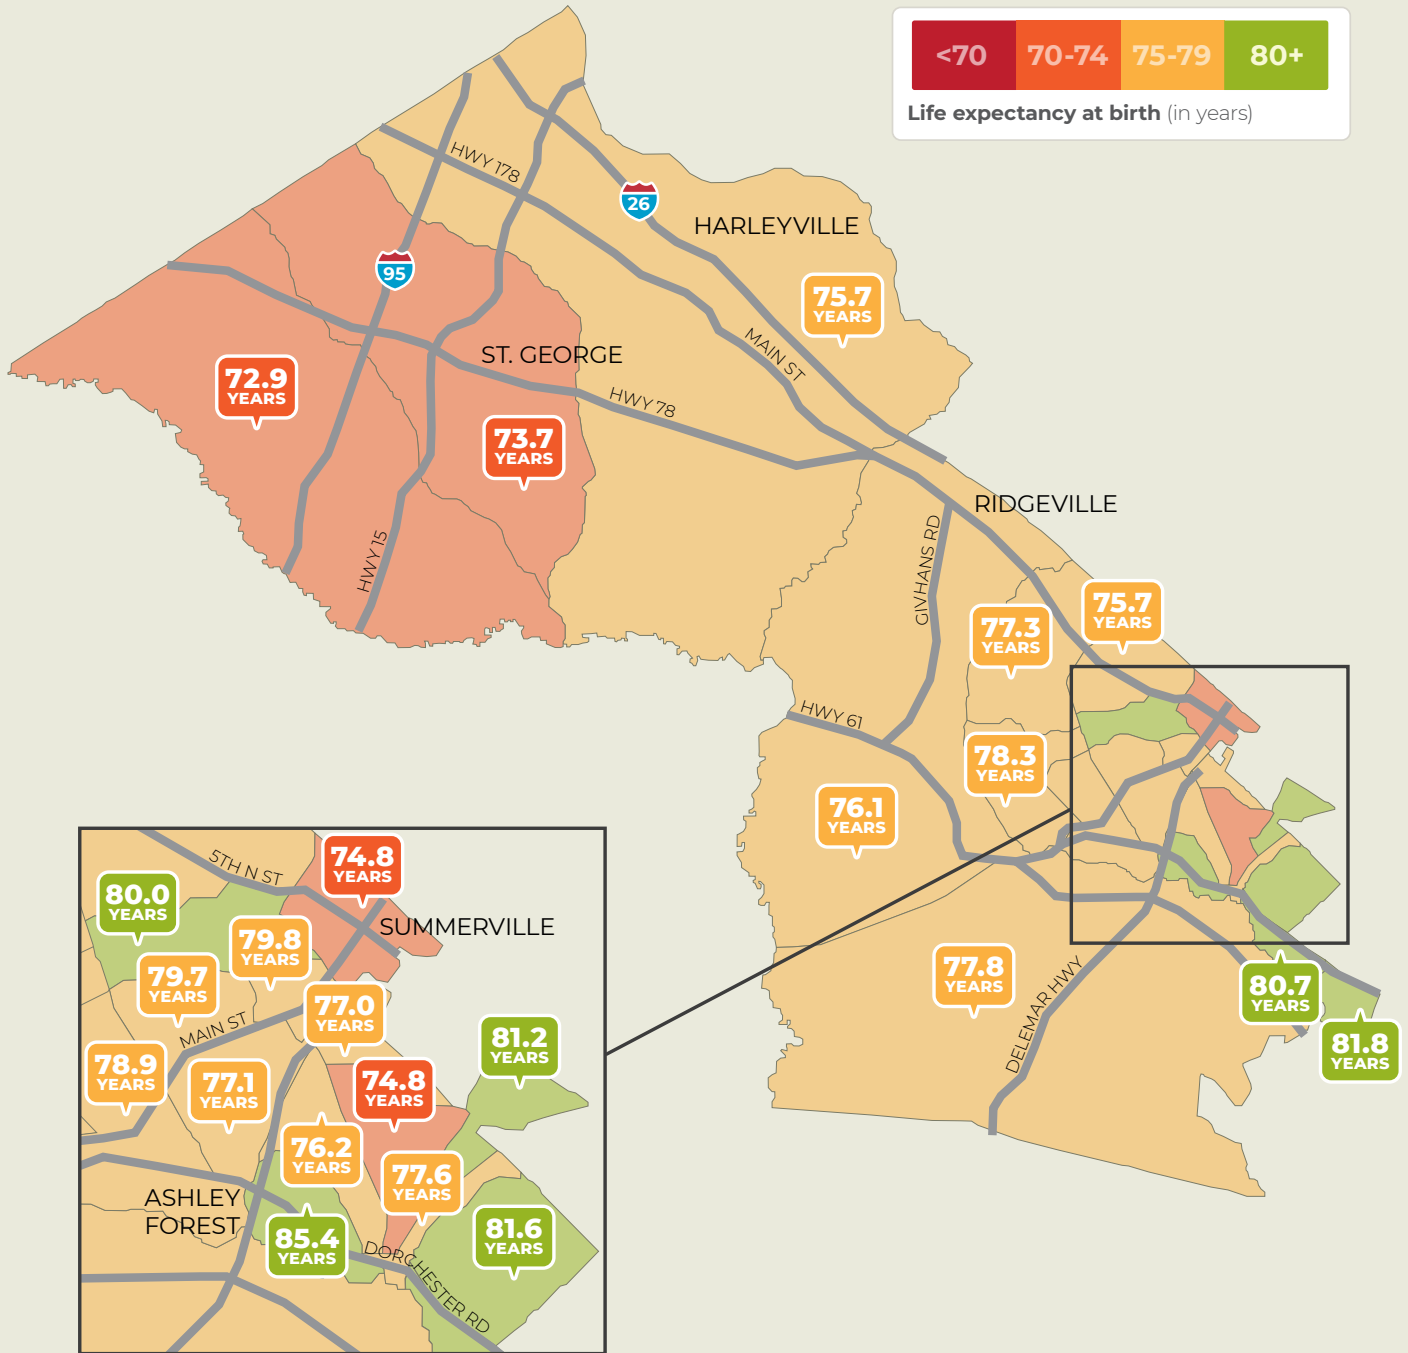 <70 70-74 75-79 80+
Life expectancy at birth (in years)
HWY 178
26
HARLEYVILLE
95
75.7
YEARS
ST. GEORGE
MAIN ST
72.9
YEARS
HWY 78
73.7
YEARS
RIDGEVILLE
HWY 15
GIVHANS RD
75.7
YEARS
77.3
YEARS
HWY 61
78.3
YEARS
76.1
YEARS
77.8
YEARS
DELEMAR HWY
80.7
YEARS
81.8
YEARS
5TH N ST
74.8
YEARS
80.0
YEARS
SUMMERVILLE
79.8
YEARS
79.7
YEARS
77.0
YEARS
MAIN ST
81.2
YEARS
78.9
YEARS
77.1
YEARS
74.8
YEARS
76.2
YEARS
77.6
YEARS
ASHLEY
FOREST
85.4
YEARS
81.6
YEARS
DORCHESTER RD